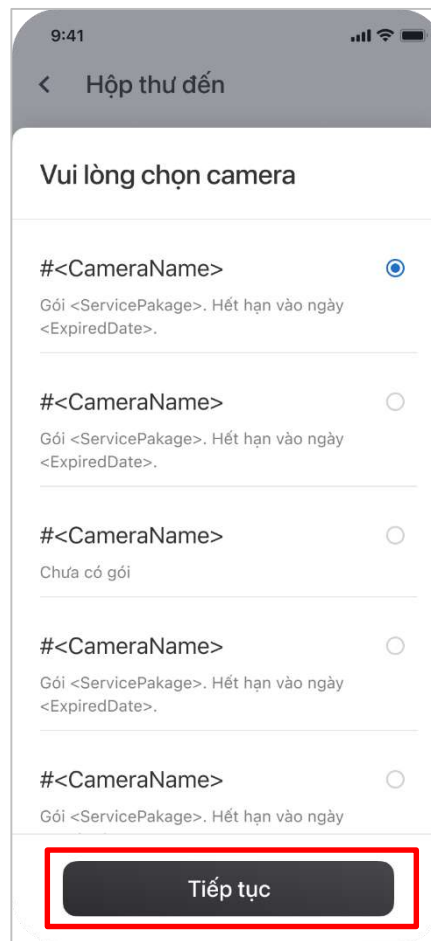 9:41
Hộp thư đến
Vui lòng chọn camera
#<CameraName>
Gói <ServicePakage>. Hết hạn vào ngày
<ExpiredDate>.
#<CameraName>
Gói <ServicePakage>. Hết hạn vào ngày
<ExpiredDate>.
#<CameraName>
Chưa có gói
#<CameraName>
Gói <ServicePakage>. Hết hạn vào ngày
<ExpiredDate>.
#<CameraName>
Gói <ServicePakage>. Hết hạn vào ngày
Tiếp tục